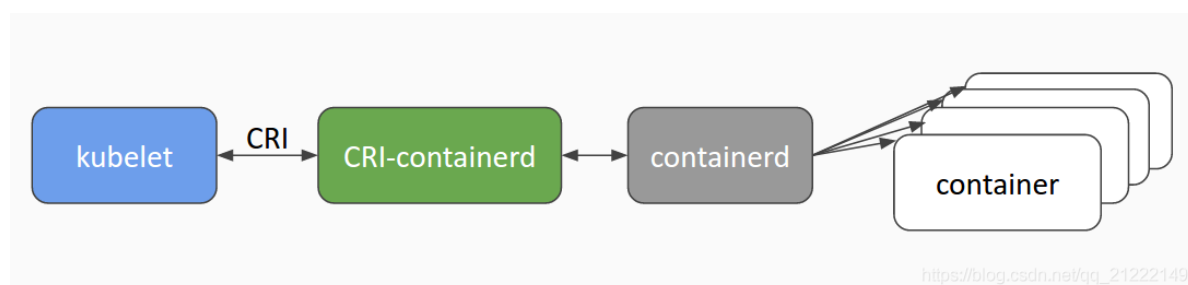 kubelet
CRI
CRI-containerd
containerd
container
https://blog.csdn.net/qq_21222149